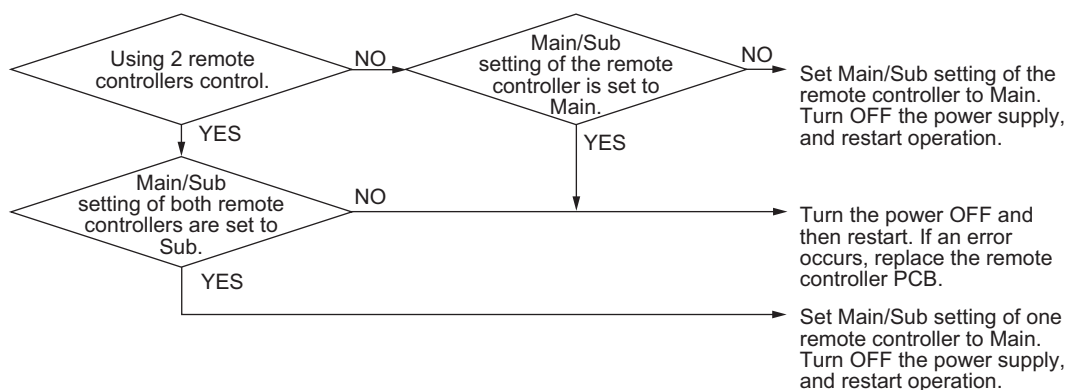 Using 2 remote
controllers control.
NO
Main/Sub
setting of the remote
controller is set to
Main.
NO
Set Main/Sub setting of the
remote controller to Main.
Turn OFF the power supply,
and restart operation.
YES
YES
Main/Sub
setting of both remote
controllers are set to
Sub.
NO
Turn the power OFF and
then restart. If an error
occurs, replace the remote
controller PCB.
YES
Set Main/Sub setting of one
remote controller to Main.
Turn OFF the power supply,
and restart operation.